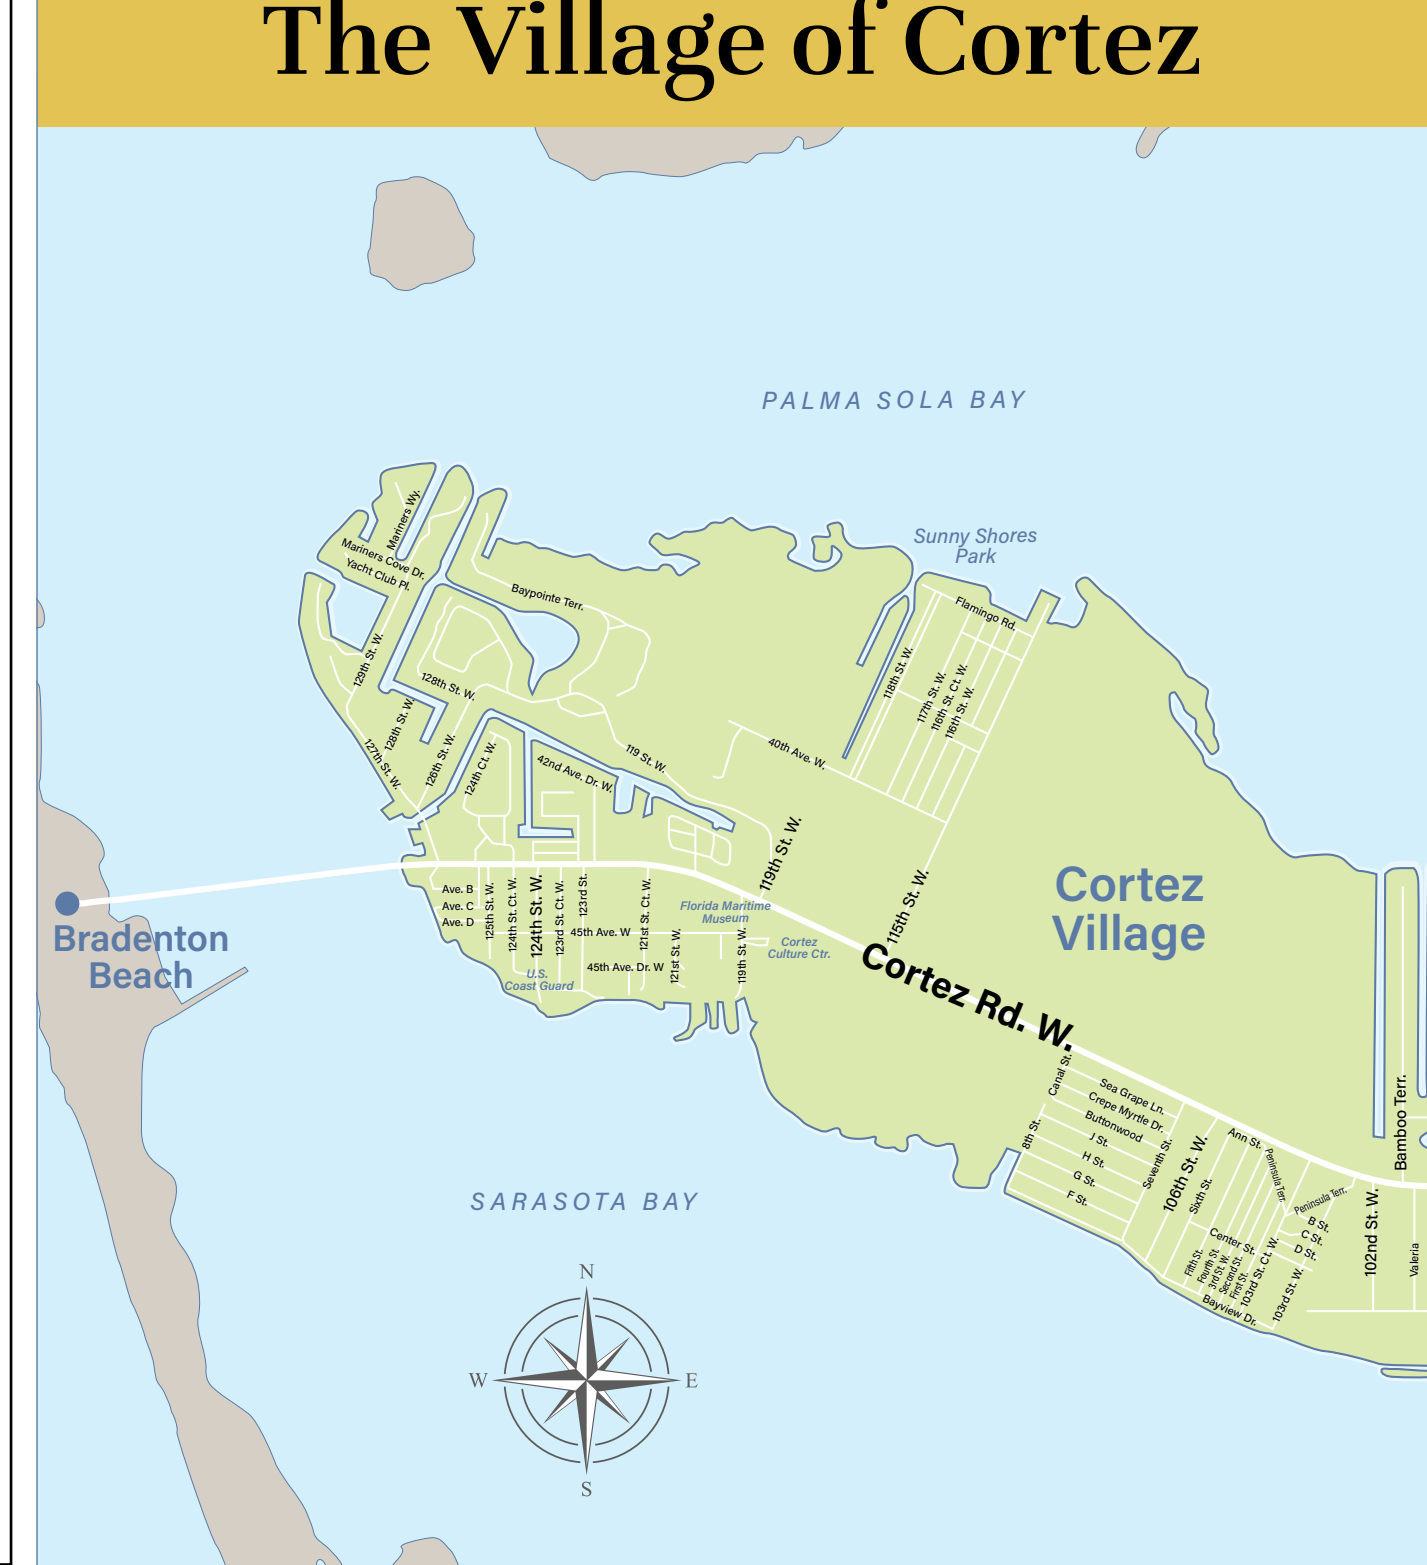 The Village of Cortez
PALMA SOLA BAY
Sunny Shores
Park
Mariners Wy.
Mariners Cove Dr.
Yacht Club Pl.
Baypointe Terr.
Flamingo Rd.
129th St. W.
128th St. W.
128th St. W.
127th St. W.
126th St. W.
124th Ct. W.
42nd Ave. Dr. W.
119 St. W.
40th Ave. W.
118th St. W.
117th St. W.
116th St. Ct. W.
116th St. W.
119th St. W.
115th St. W.
Cortez
Village
Ave. B
Ave. C
Ave. D
125th St. W.
124th St. Ct. W.
124th St. W.
123rd St. Ct. W.
123rd St.
45th Ave. W
121st St. Ct. W.
45th Ave. Dr. W
121st St. W.
119th St. W.
Florida Maritime
Museum
Cortez
Culture Ctr.
U.S.
Coast Guard
Bradenton
Beach
Cortez Rd. W.
Canal St.
Sea Grape Ln.
Crepe Myrtle Dr.
Buttonwood
8th St.
J St.
H St.
G St.
F St.
Seventh St.
106th St. W.
Sixth St.
Ann St.
Peninsula Terr.
Peninsula Terr.
B St.
C St.
D St.
Center St.
Fifth St.
Fourth St.
3rd St. W.
Second St.
First St.
103rd St. Ct. W.
103rd St. W.
Bayview Dr.
102nd St. W.
Bamboo Terr.
Valeria
SARASOTA BAY
N
W
E
S